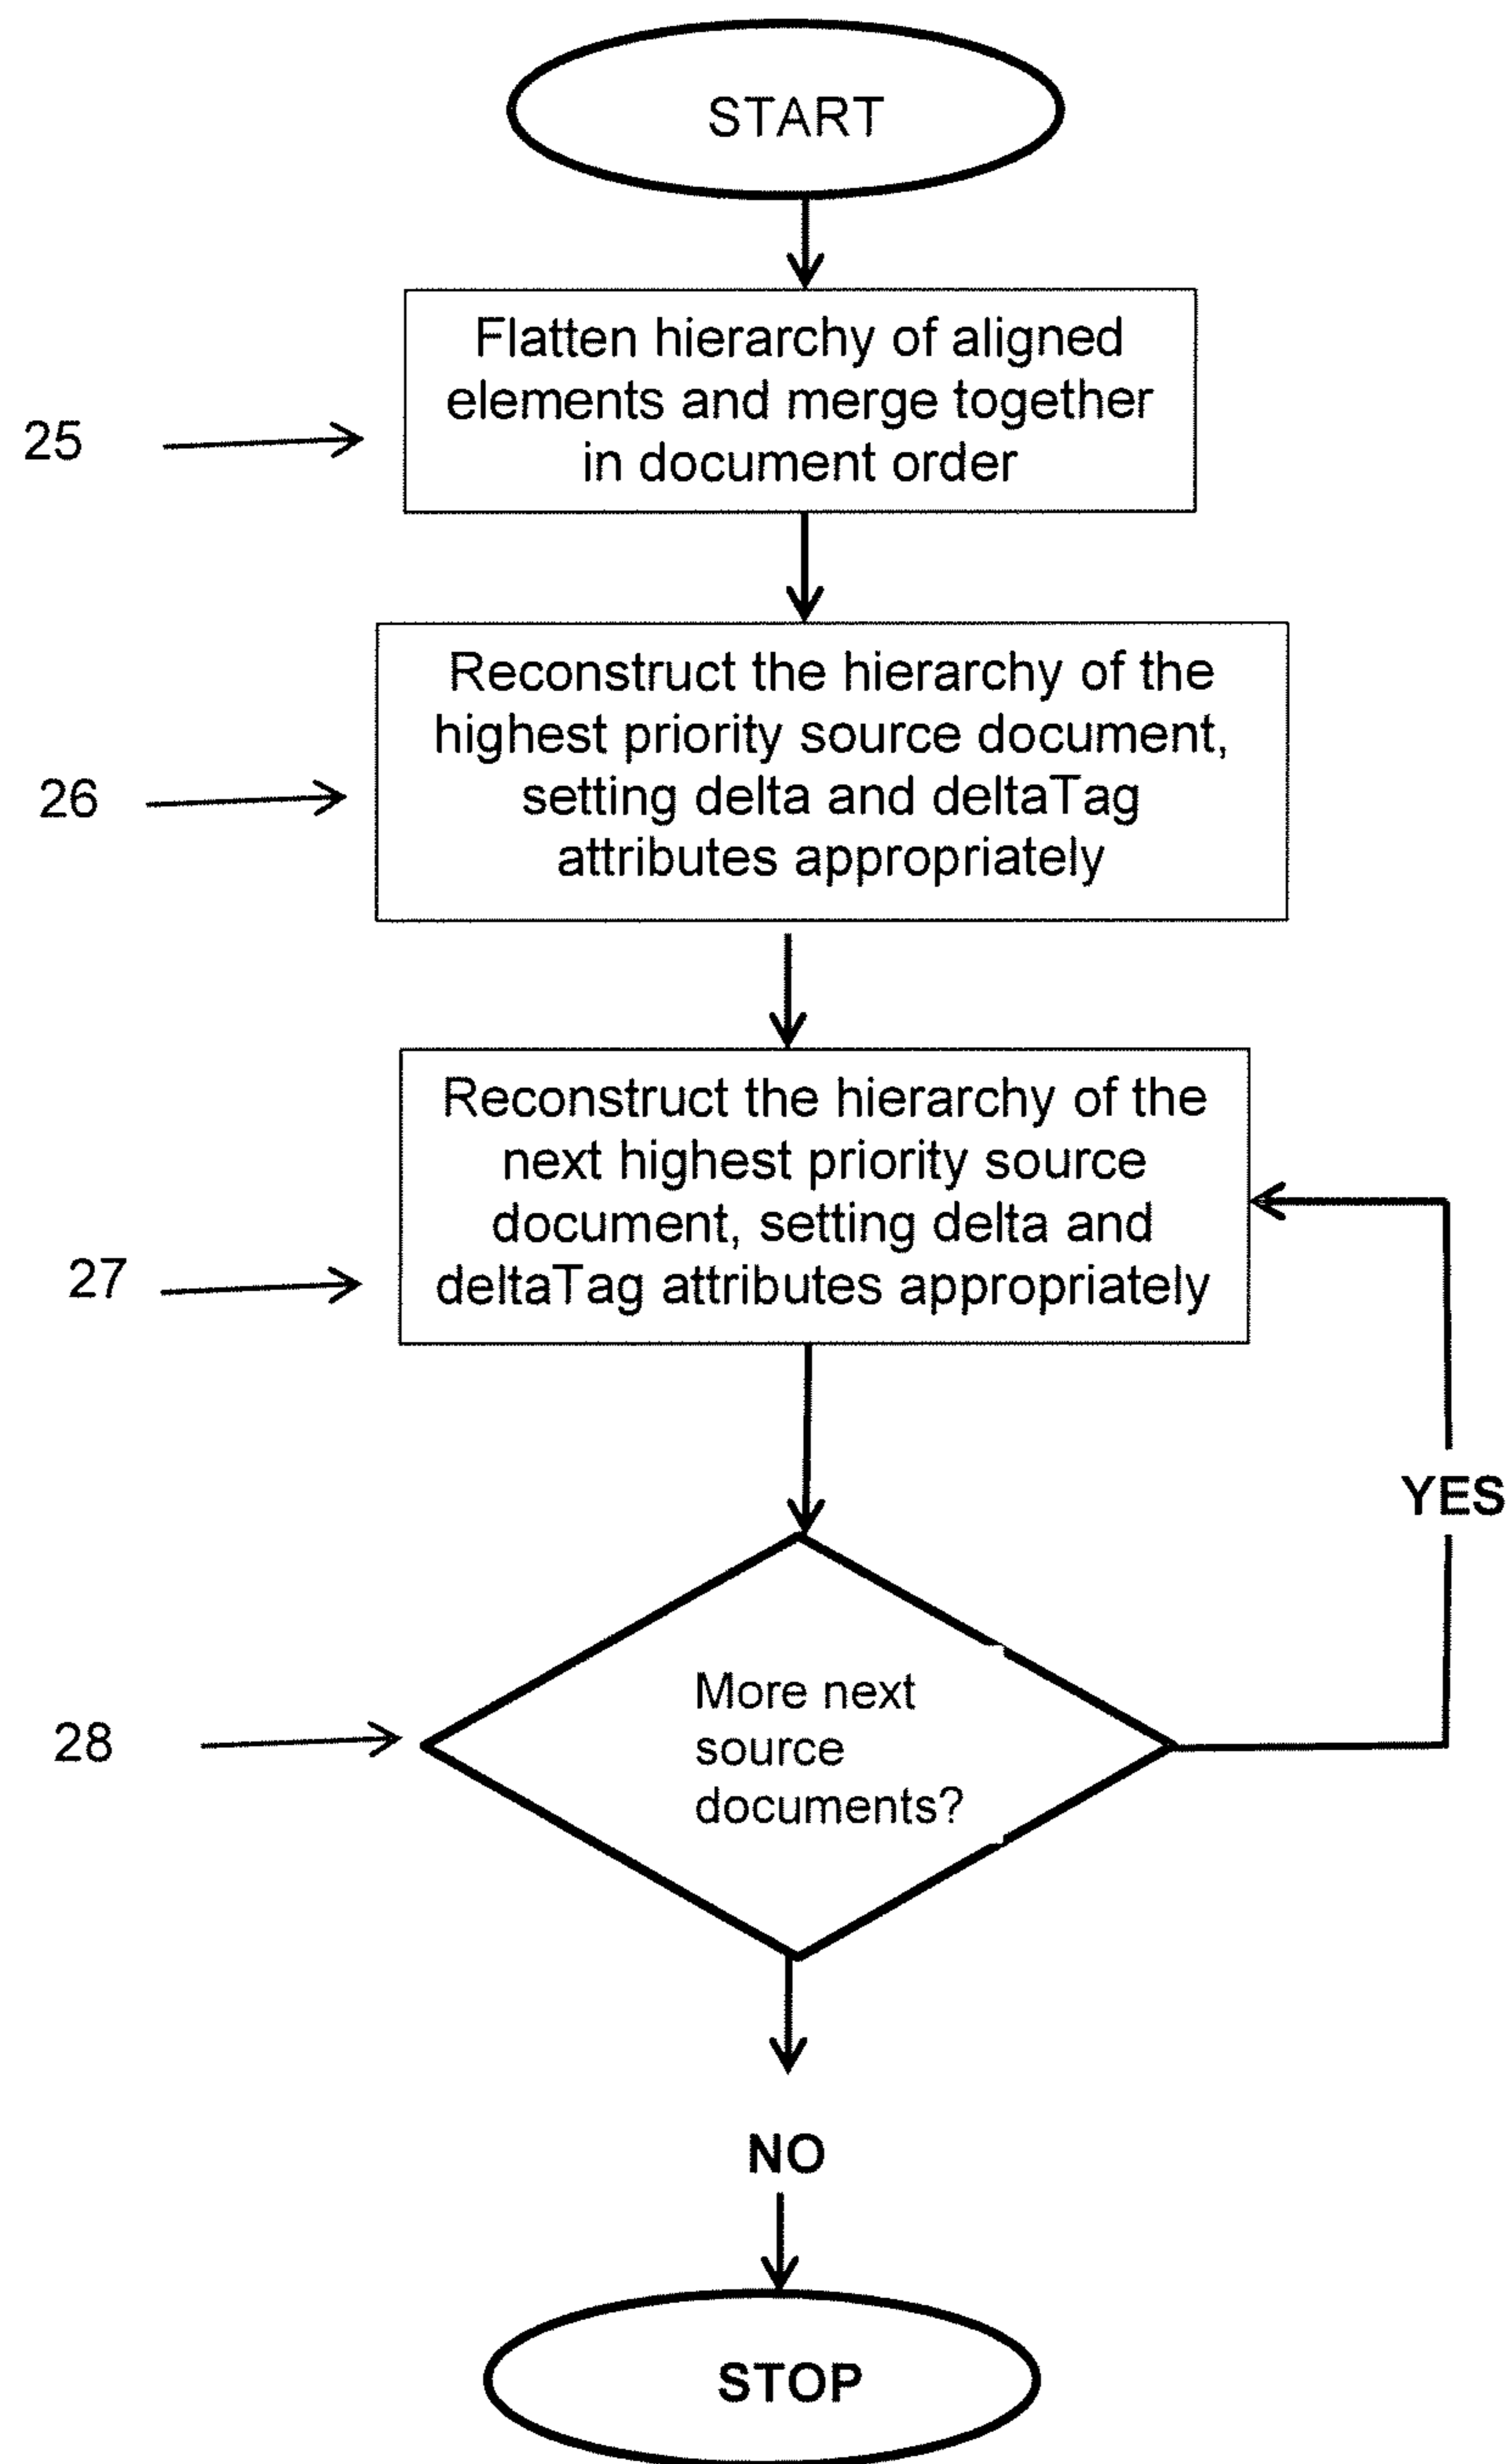 START
25
Flatten hierarchy of aligned
elements and merge together
in document order
26
Reconstruct the hierarchy of the
highest priority source document,
setting delta and deltaTag
attributes appropriately
27
Reconstruct the hierarchy of the
next highest priority source
document, setting delta and
deltaTag attributes appropriately
YES
28
More next
source
documents?
NO
STOP